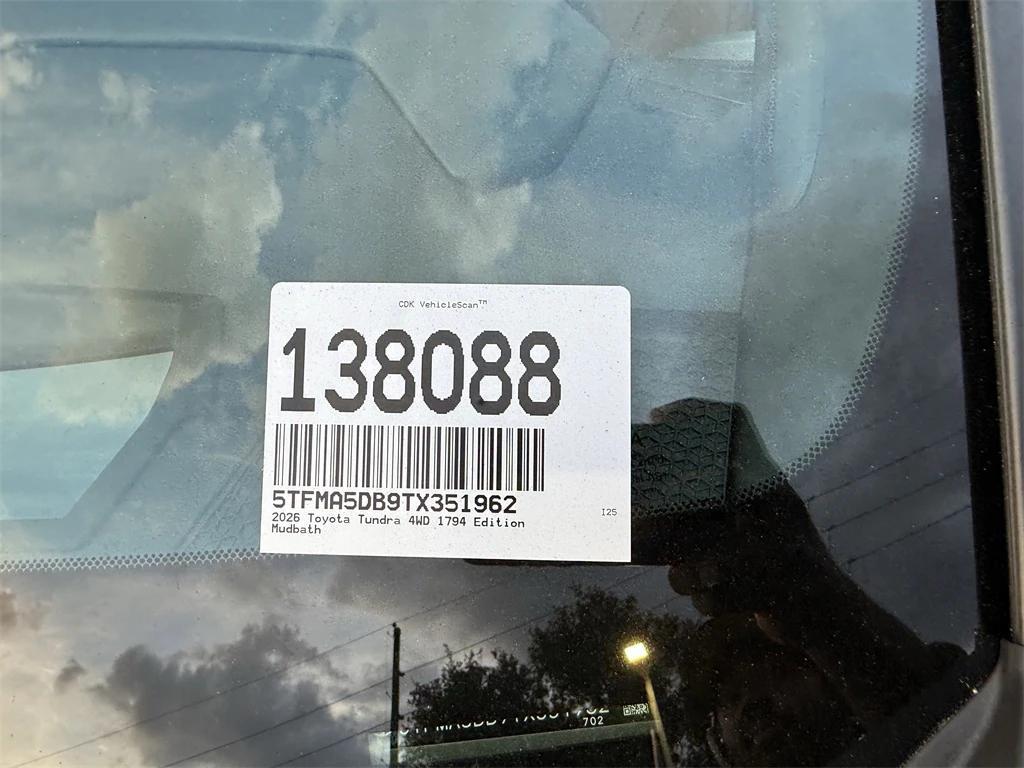 CDK VehicleScan™
138088
5TFMA5DB9TX351962
2026 Toyota Tundra 4WD 1794 Edition
Mudbath
I25
702